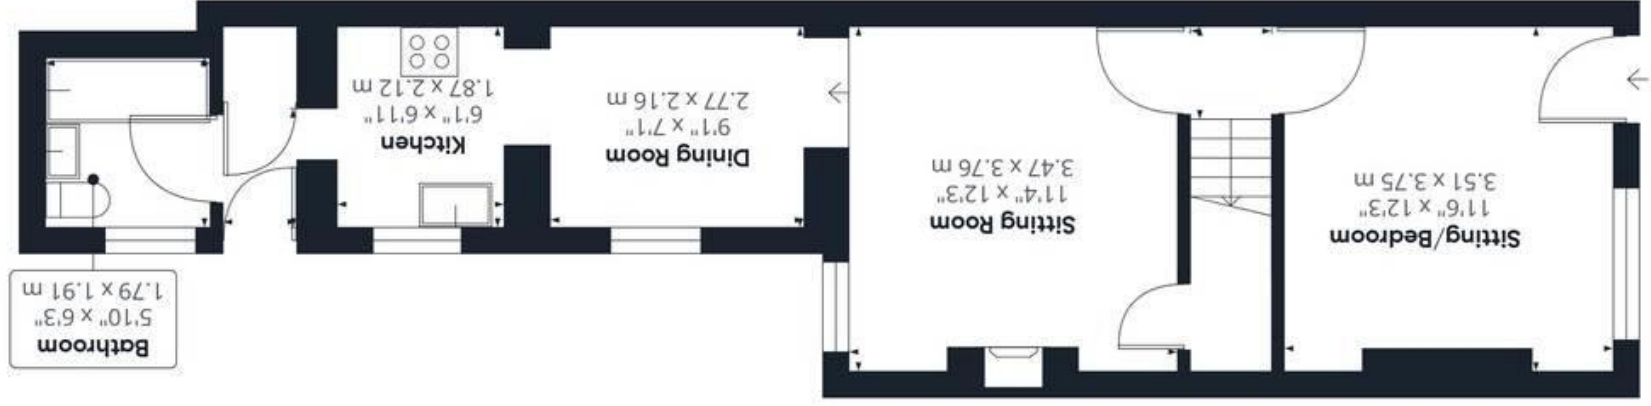 Sitting/Bedroom
11'6" x 12'3"
3.51 x 3.75 m
Sitting Room
11'4" x 12'3"
3.47 x 3.76 m
Dining Room
9'1" x 7'1"
2.77 x 2.16 m
Kitchen
6'1" x 6'11"
1.87 x 2.12 m
Bathroom
5'10" x 6'3"
1.79 x 1.91 m